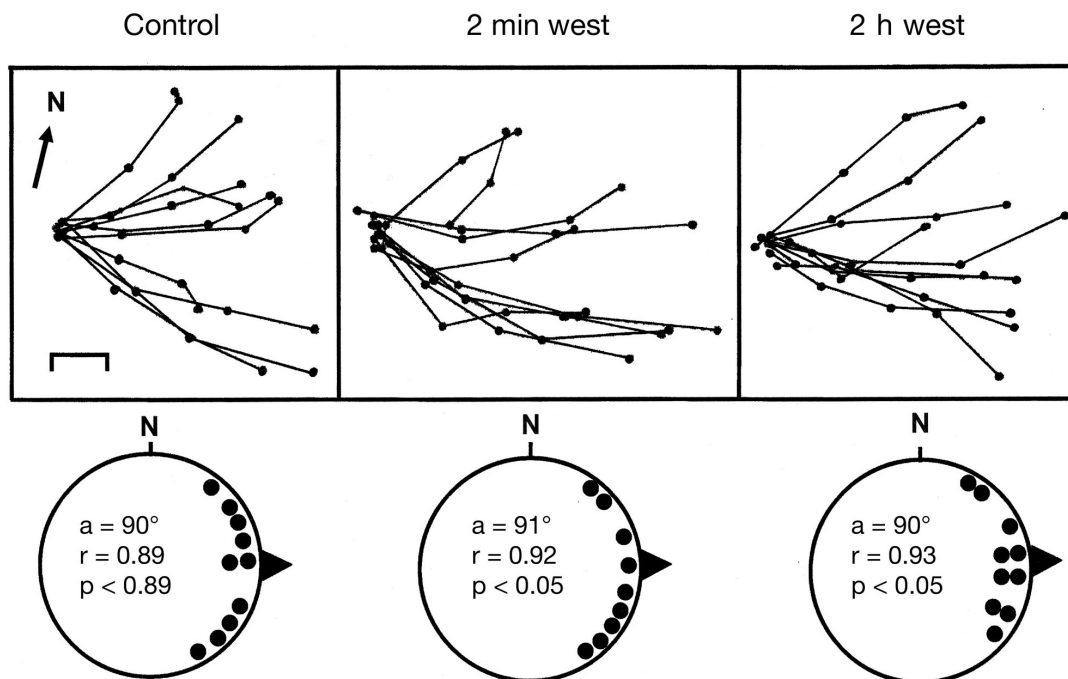 Control
2 min west
2 h west
N
N
N
N
a = 90°
r = 0.89
p < 0.89
a = 91°
r = 0.92
p < 0.05
a = 90°
r = 0.93
p < 0.05